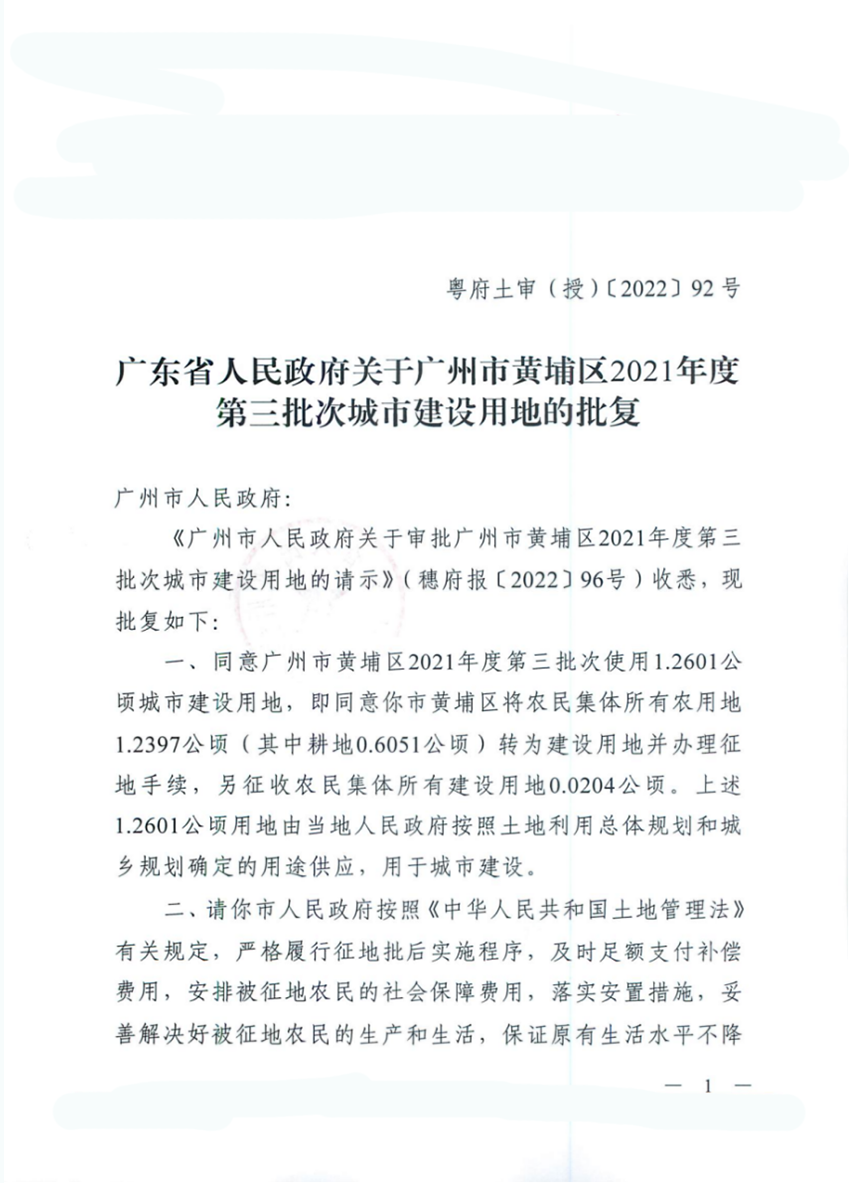 粤府土审（授）〔2022〕92 号
广东省人民政府关于广州市黄埔区2021年度
第三批次城市建设用地的批复
广州市人民政府：
《广州市人民政府关于审批广州市黄埔区2021年度第三
批次城市建设用地的请示》（穗府报〔2022〕96号）收悉，现
批复如下：
一、同意广州市黄埔区2021年度第三批次使用1.2601公
顷城市建设用地，即同意你市黄埔区将农民集体所有农用地
1.2397公顷（其中耕地0.6051公顷）转为建设用地并办理征
地手续，另征收农民集体所有建设用地0.0204公顷。上述
1.2601公顷用地由当地人民政府按照土地利用总体规划和城
乡规划确定的用途供应，用于城市建设。
二、请你市人民政府按照《中华人民共和国土地管理法》
有关规定，严格履行征地批后实施程序，及时足额支付补偿
费用，安排被征地农民的社会保障费用，落实安置措施，妥
善解决好被征地农民的生产和生活，保证原有生活水平不降
— 1 —